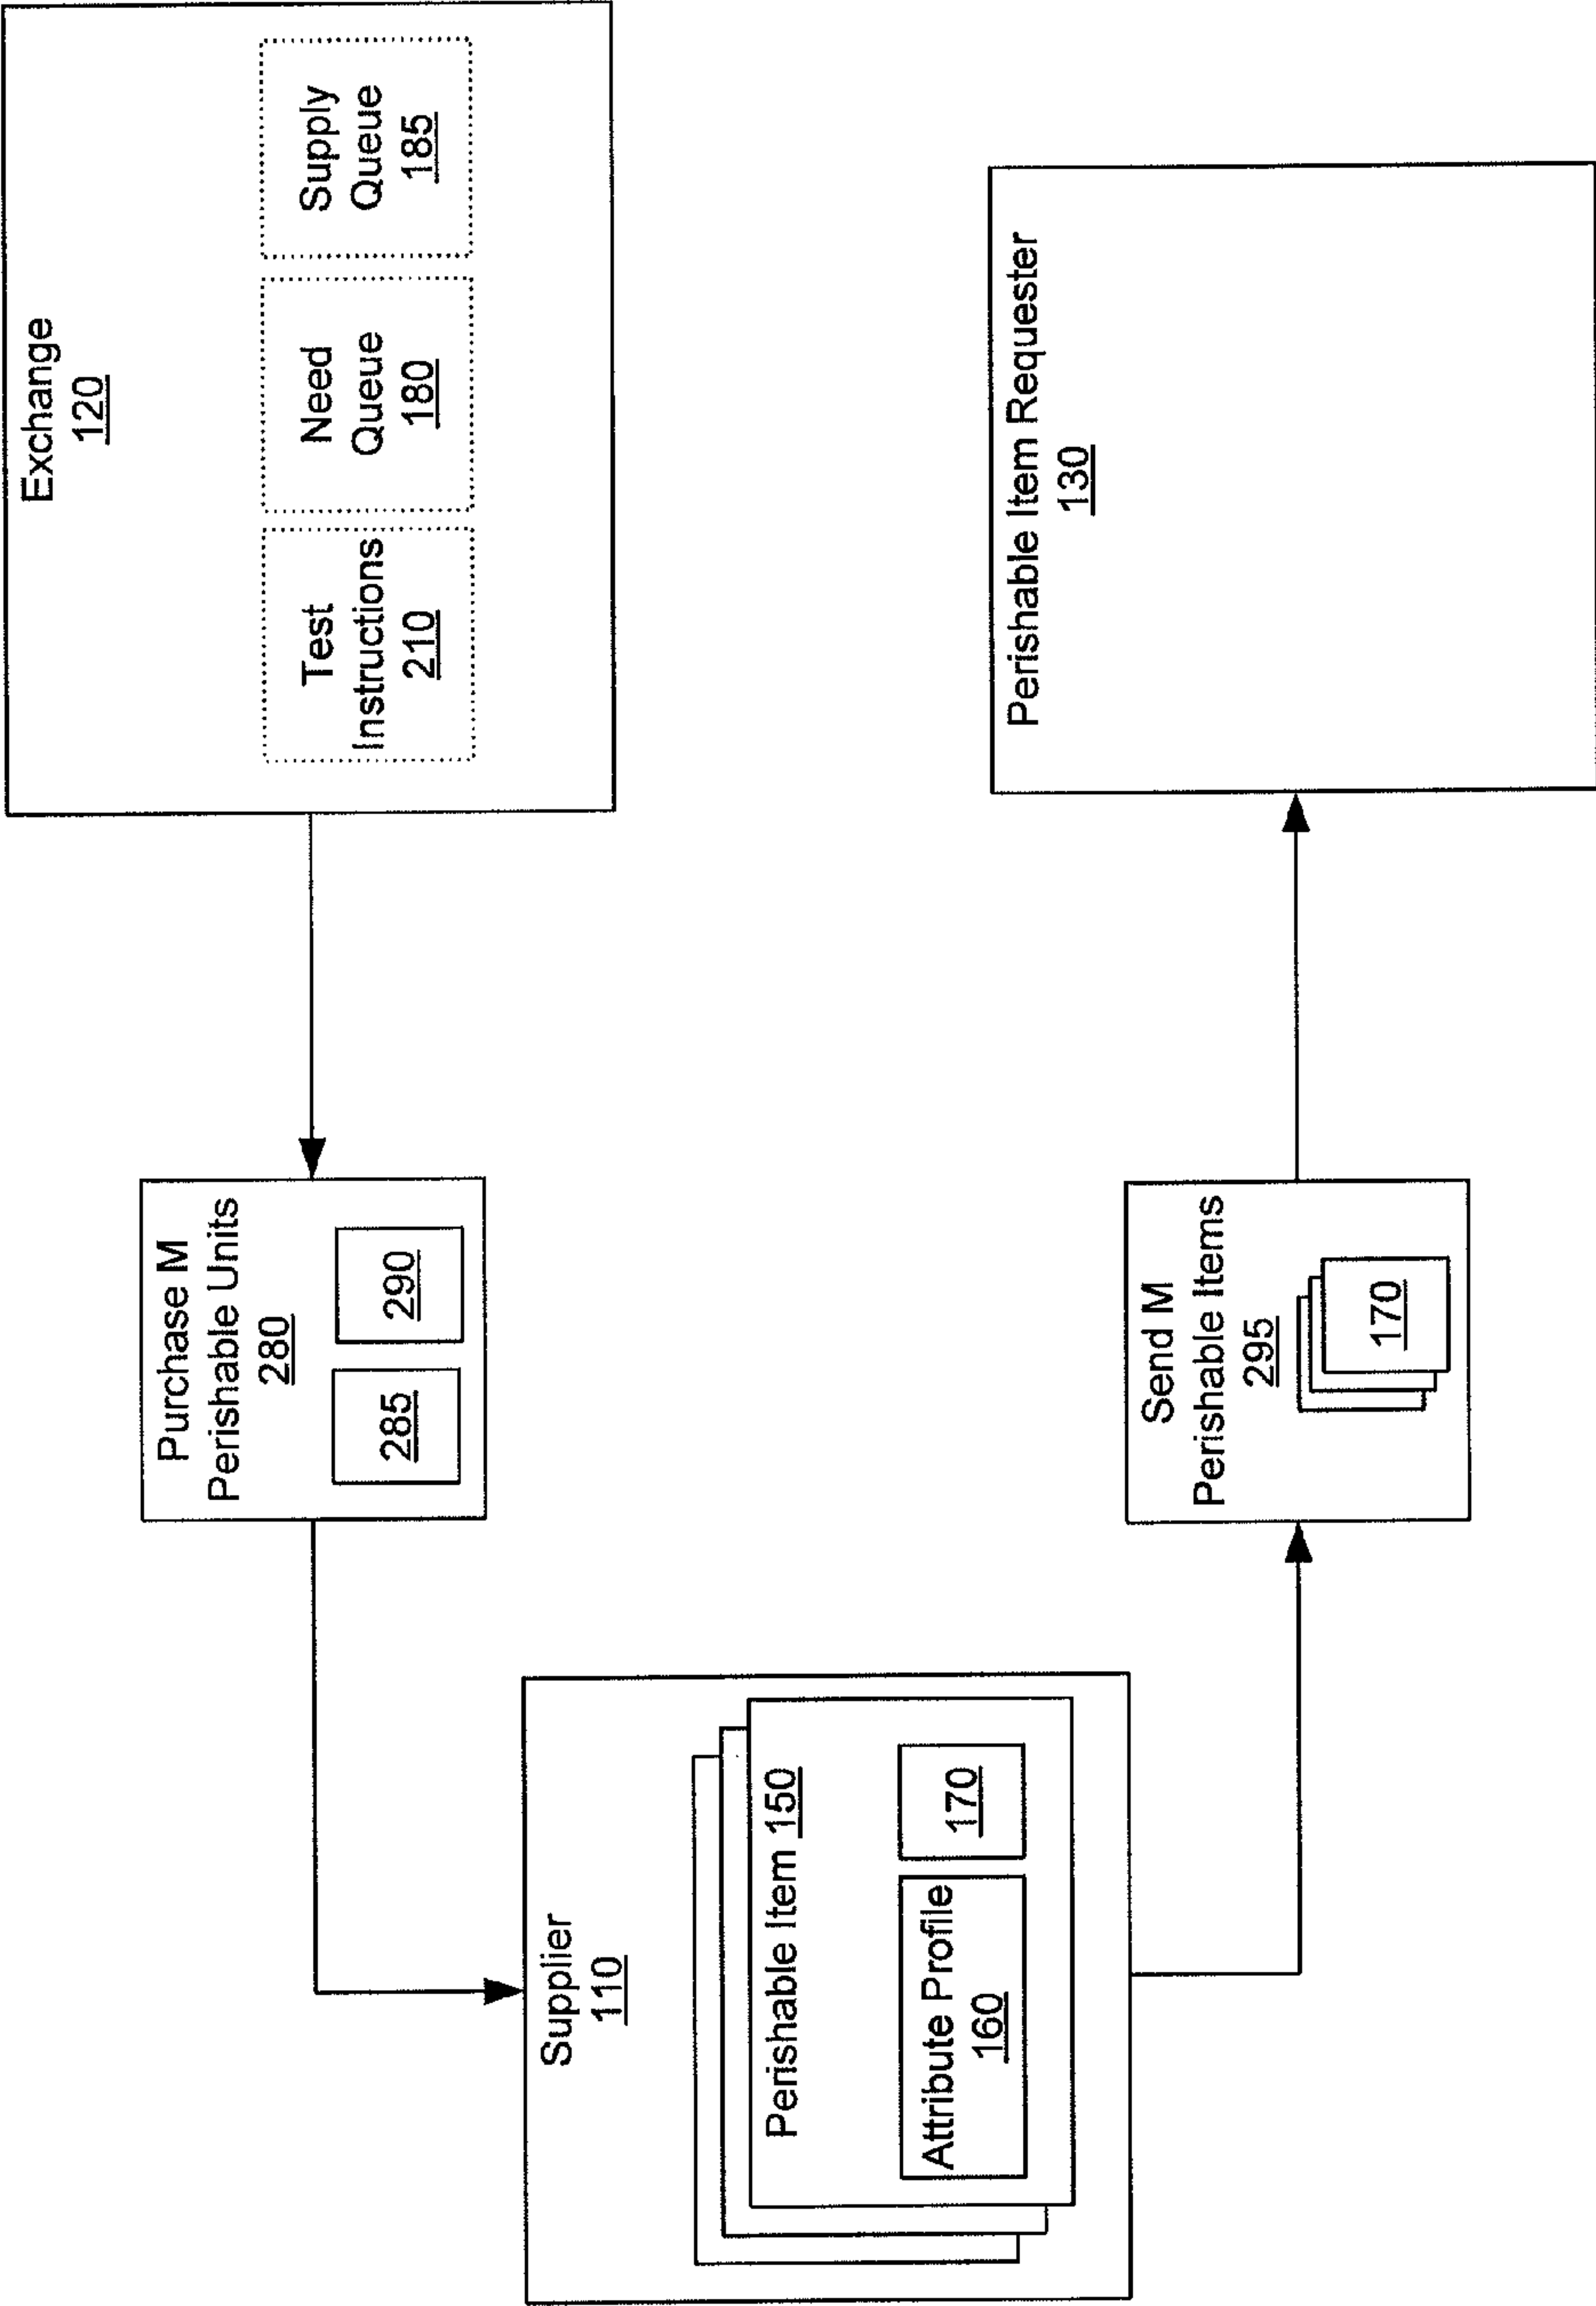 Exchange
120
Test
Instructions
210
Need
Queue
180
Supply
Queue
185
Purchase M
Perishable Units
280
285
290
Supplier
110
Perishable Item 150
Attribute Profile
160
170
Send M
Perishable Items
295
170
Perishable Item Requester
130